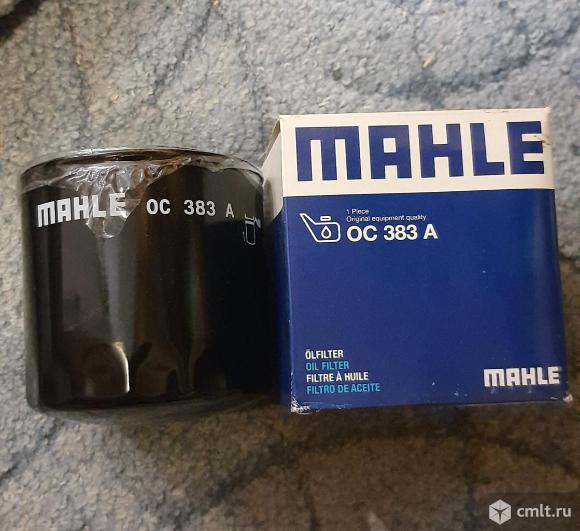 MAHLE OC 383 A
MAHLE
1 Piece
Original equipment quality
OC 383 A
ÖLFILTER
OIL FILTER
FILTRE À HUILE
FILTRO DE ACEITE
MAHLE
cmlt.ru